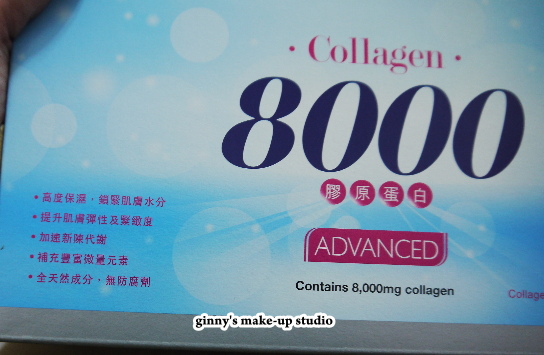 • Collagen •
8000
膠原蛋白
• 高度保濕，鎖緊肌膚水分
• 提升肌膚彈性及緊緻度
• 加速新陳代謝
• 補充豐富微量元素
• 全天然成分，無防腐劑
ADVANCED
Contains 8,000mg collagen
Collage
ginny's make-up studio